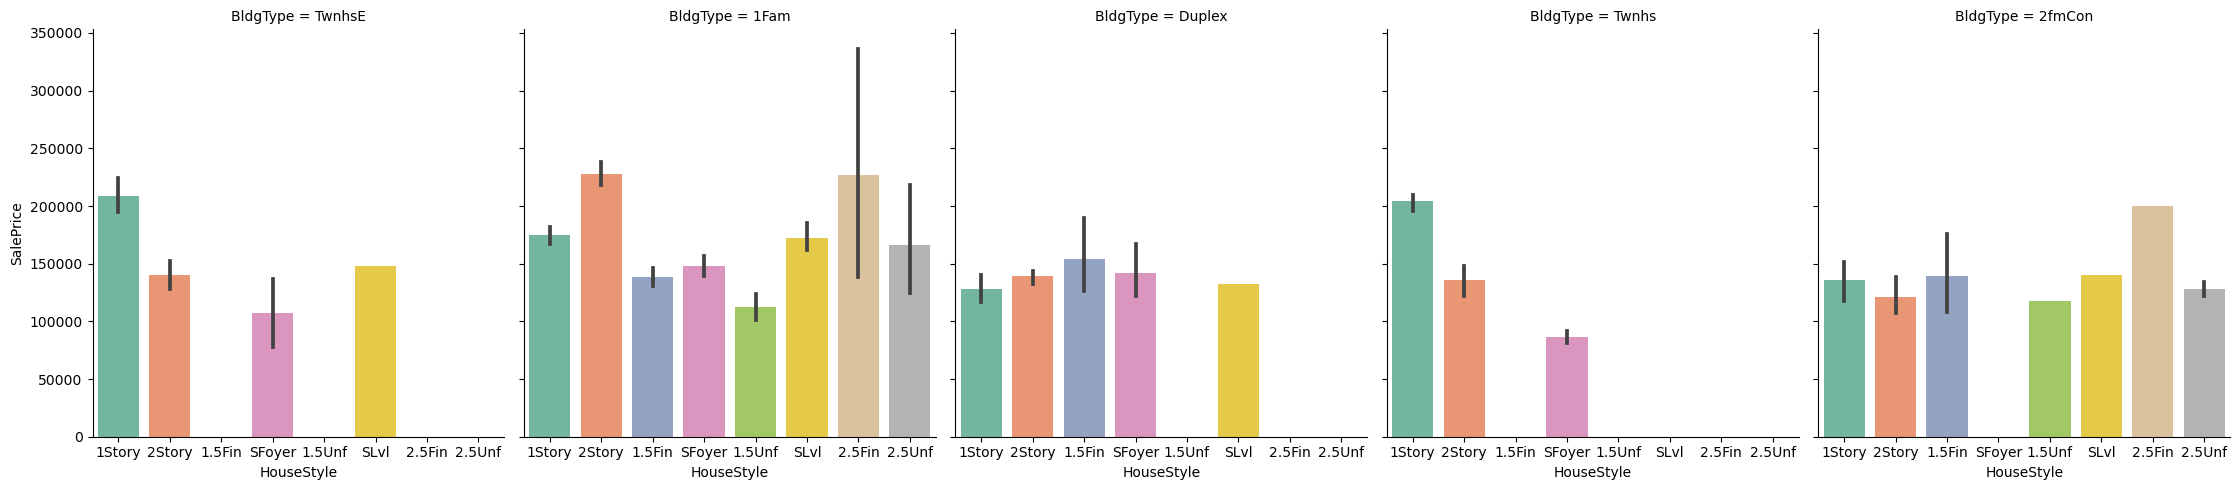 BldgType = TwnhsE
BldgType = 1Fam
BldgType = Duplex
BldgType = Twnhs
BldgType = 2fmCon
350000
300000
250000
200000
150000
100000
50000
0
SalePrice
1Story 2Story 1.5Fin SFoyer 1.5Unf SLvl 2.5Fin 2.5Unf
HouseStyle
1Story 2Story 1.5Fin SFoyer 1.5Unf SLvl 2.5Fin 2.5Unf
HouseStyle
1Story 2Story 1.5Fin SFoyer 1.5Unf SLvl 2.5Fin 2.5Unf
HouseStyle
1Story 2Story 1.5Fin SFoyer 1.5Unf SLvl 2.5Fin 2.5Unf
HouseStyle
1Story 2Story 1.5Fin SFoyer 1.5Unf SLvl 2.5Fin 2.5Unf
HouseStyle